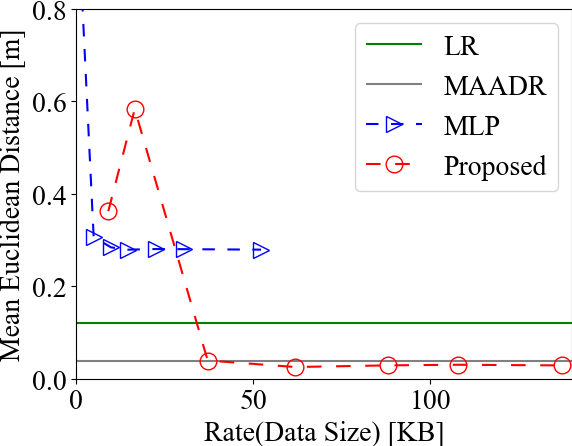 Mean Euclidean Distance [m]
0.8
0.6
0.4
0.2
0.0
0
50
100
Rate(Data Size) [KB]
LR
MAADR
MLP
Proposed